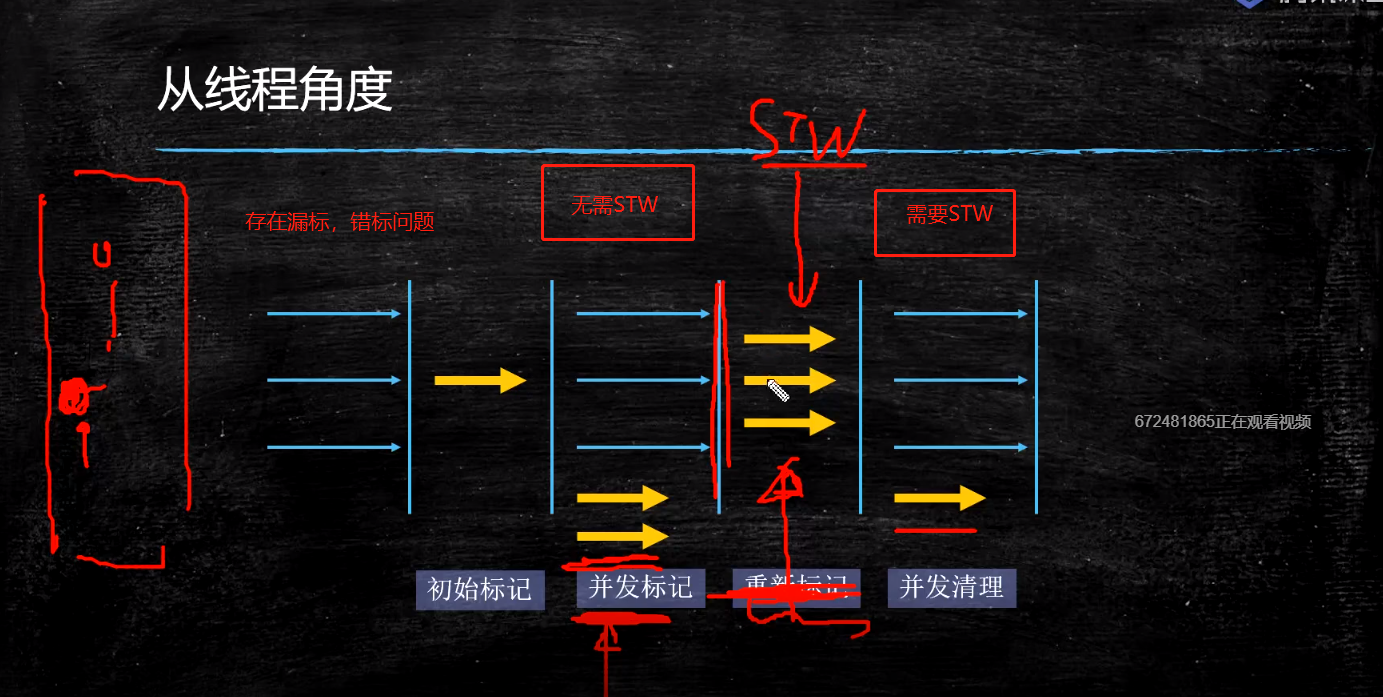 从线程角度
STW
存在漏标，错标问题
无需STW
需要STW
672481865正在观看视频
初始标记
并发标记
重新标记
并发清理